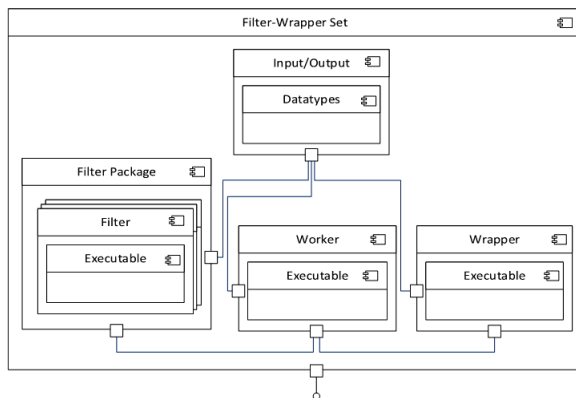 Filter-Wrapper Set
Input/Output
Datatypes
Filter Package
Filter
Executable
Worker
Executable
Wrapper
Executable